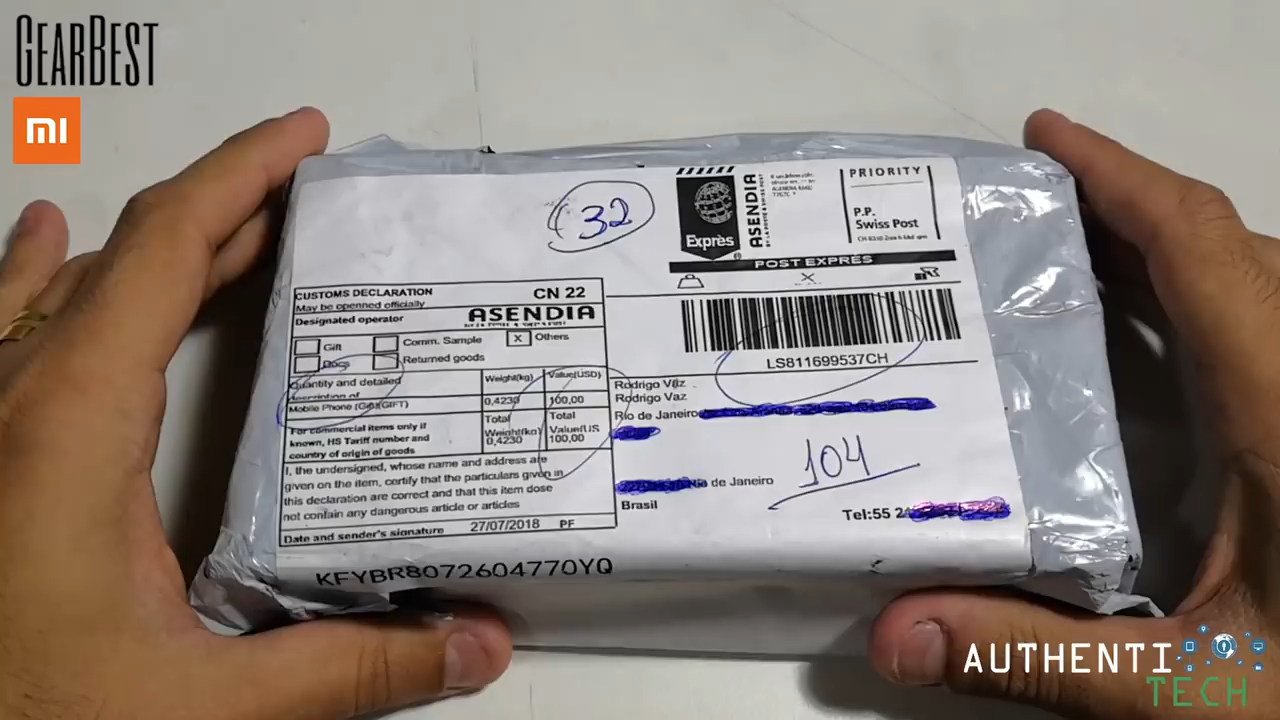 GEARBEST
mi
32
Exprès
ASENDIA
PRIORITY
P.P.
Swiss Post
POST EXPRES
CUSTOMS DECLARATION CN 22
May be openned officially
Designated operator ASENDIA
Gift Comm. Sample X Others
Docs Returned goods
Quantity and detailed Weight(kg) Value(USD)
description of
Mobile Phone (Gift)(GIFT) 0,4230 100,00
For commercial items only if Total Total
known, HS Tariff number and Weight(kg) Value(US
country of origin of goods 0,4230 100,00
I, the undersigned, whose name and address are
given on the item, certify that the particulars given in
this declaration are correct and that this item dose
not contain any dangerous article or articles
Date and sender's signature 27/07/2018 PF
KFYBR8072604770YQ
LS811699537CH
Rodrigo Vaz
Rodrigo Vaz
Rio de Janeiro
Rio de Janeiro
104
Brasil
Tel:55 2
AUTHENTI
TECH